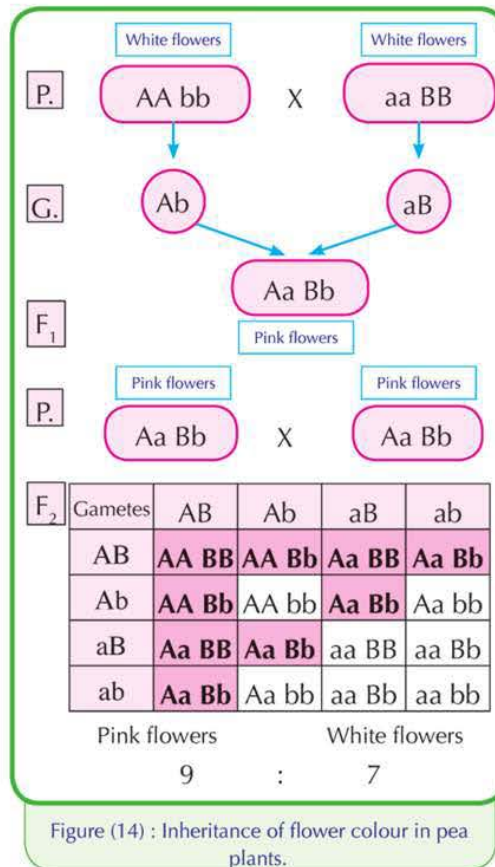 White flowers White flowers
P. AA bb X aa BB
G. Ab aB
Aa Bb
F1
Pink flowers
Pink flowers Pink flowers
P. Aa Bb X Aa Bb
F2 Gametes AB Ab aB ab
AB AA BB AA Bb Aa BB Aa Bb
Ab AA Bb AA bb Aa Bb Aa bb
aB Aa BB Aa Bb aa BB aa Bb
ab Aa Bb Aa bb aa Bb aa bb
Pink flowers White flowers
9 : 7
Figure (14) : Inheritance of flower colour in pea
plants.